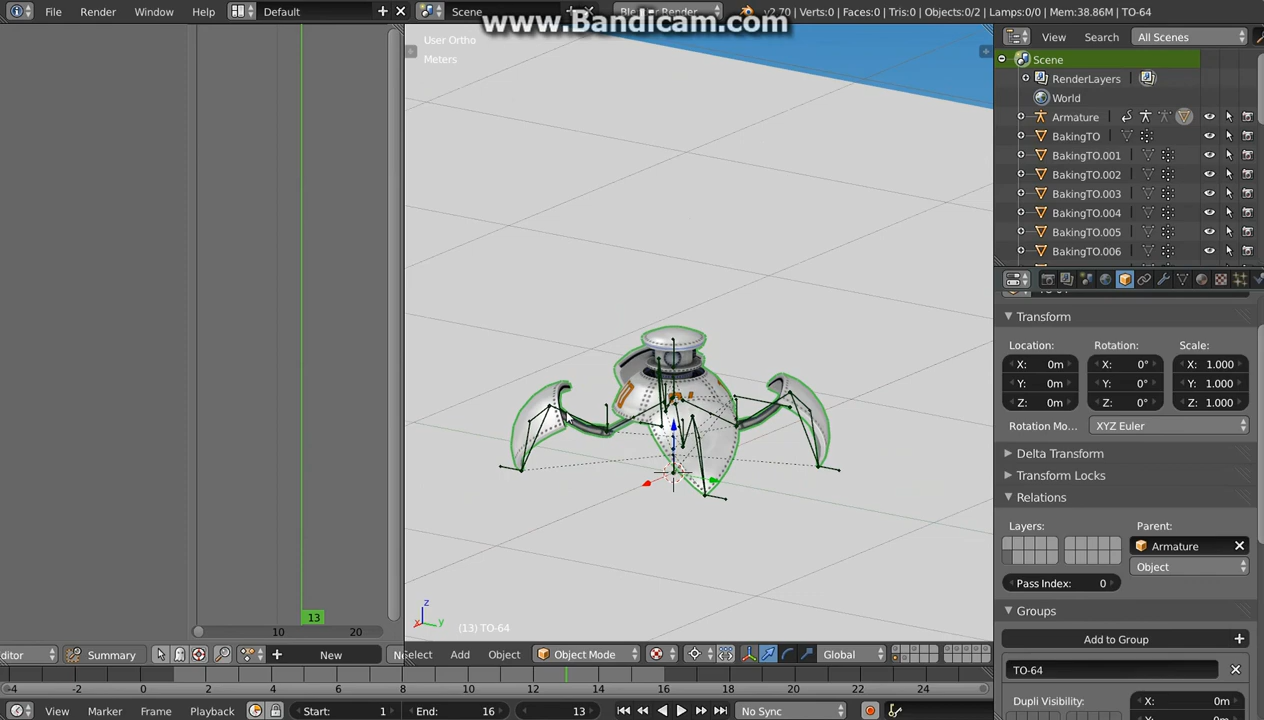 File Render Window Help Default Scene Blender Render v2.70 | Verts:0 | Faces:0 | Tris:0 | Objects:0/2 | Lamps:0/0 | Mem:38.86M | TO-64
www.Bandicam.com
User Ortho
Meters
View Search All Scenes
Scene
RenderLayers
World
Armature
BakingTO
BakingTO.001
BakingTO.002
BakingTO.003
BakingTO.004
BakingTO.005
BakingTO.006
Transform
Location: Rotation: Scale:
X: 0m X: 0° X: 1.000
Y: 0m Y: 0° Y: 1.000
Z: 0m Z: 0° Z: 1.000
Rotation Mo... XYZ Euler
Delta Transform
Transform Locks
Relations
Layers: Parent:
Armature
Object
Pass Index: 0
Groups
Add to Group
TO-64
Dupli Visibility: X: 0m
13
10 20
z
x y
(13) TO-64
ditor Summary New Select Add Object Object Mode Global
-4 -2 0 2 4 6 8 10 12 14 16 18 20 22 24
View Marker Frame Playback Start: 1 End: 16 13 No Sync